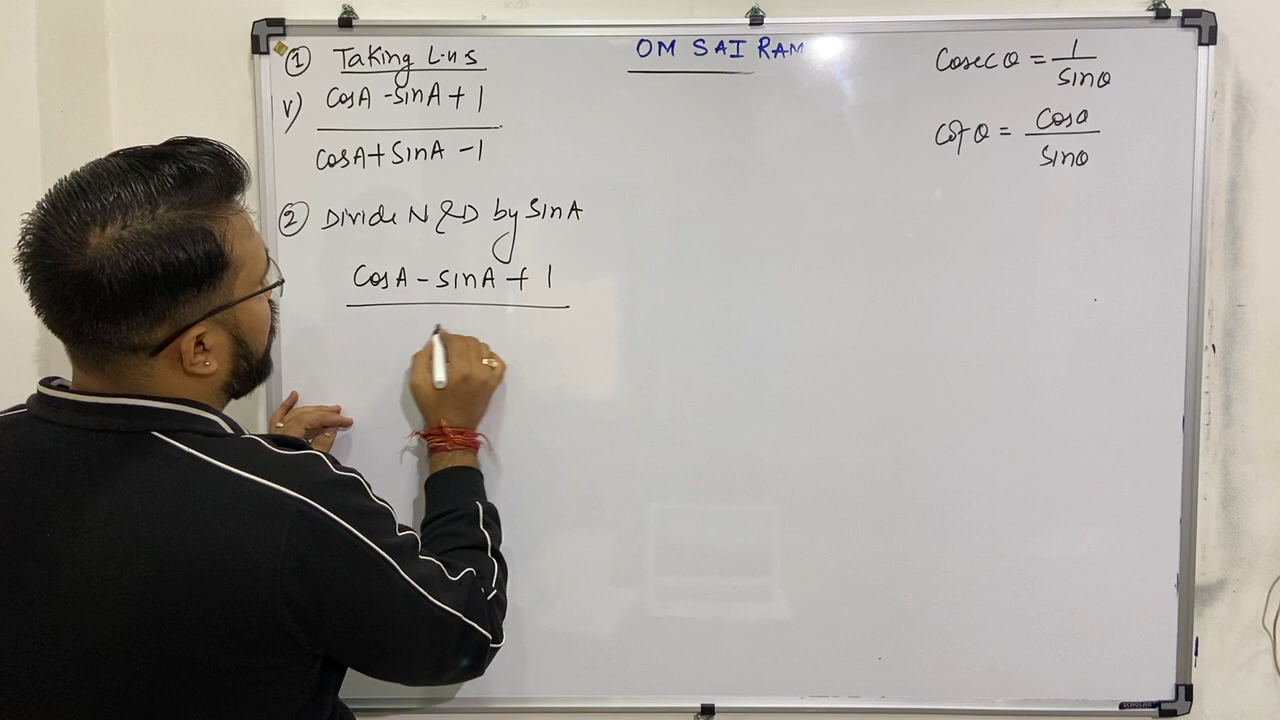 OM SAI RAM
① Taking L.H.S
v) CosA - SinA + 1
CosA + SinA - 1
② Divide N & D by SinA
CosA - SinA + 1
Cosec θ = 1
Sinθ
Cot θ = Cosθ
Sinθ